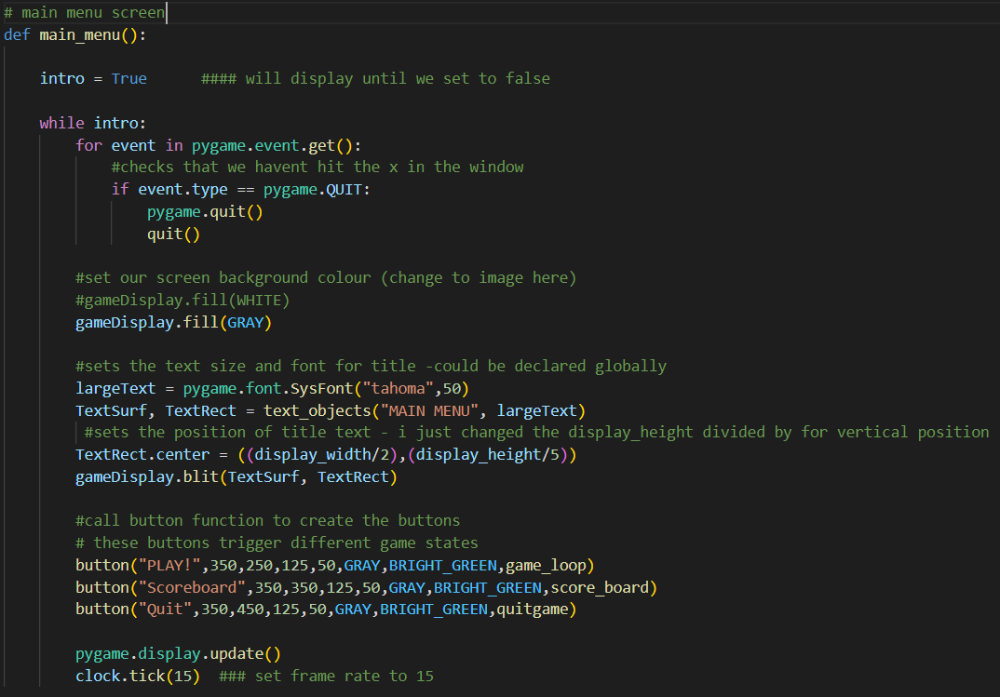 # main menu screen
def main_menu():
intro = True #### will display until we set to false
while intro:
for event in pygame.event.get():
#checks that we havent hit the x in the window
if event.type == pygame.QUIT:
pygame.quit()
quit()
#set our screen background colour (change to image here)
#gameDisplay.fill(WHITE)
gameDisplay.fill(GRAY)
#sets the text size and font for title -could be declared globally
largeText = pygame.font.SysFont("tahoma",50)
TextSurf, TextRect = text_objects("MAIN MENU", largeText)
#sets the position of title text - i just changed the display_height divided by for vertical position
TextRect.center = ((display_width/2),(display_height/5))
gameDisplay.blit(TextSurf, TextRect)
#call button function to create the buttons
# these buttons trigger different game states
button("PLAY!",350,250,125,50,GRAY,BRIGHT_GREEN,game_loop)
button("Scoreboard",350,350,125,50,GRAY,BRIGHT_GREEN,score_board)
button("Quit",350,450,125,50,GRAY,BRIGHT_GREEN,quitgame)
pygame.display.update()
clock.tick(15) ### set frame rate to 15